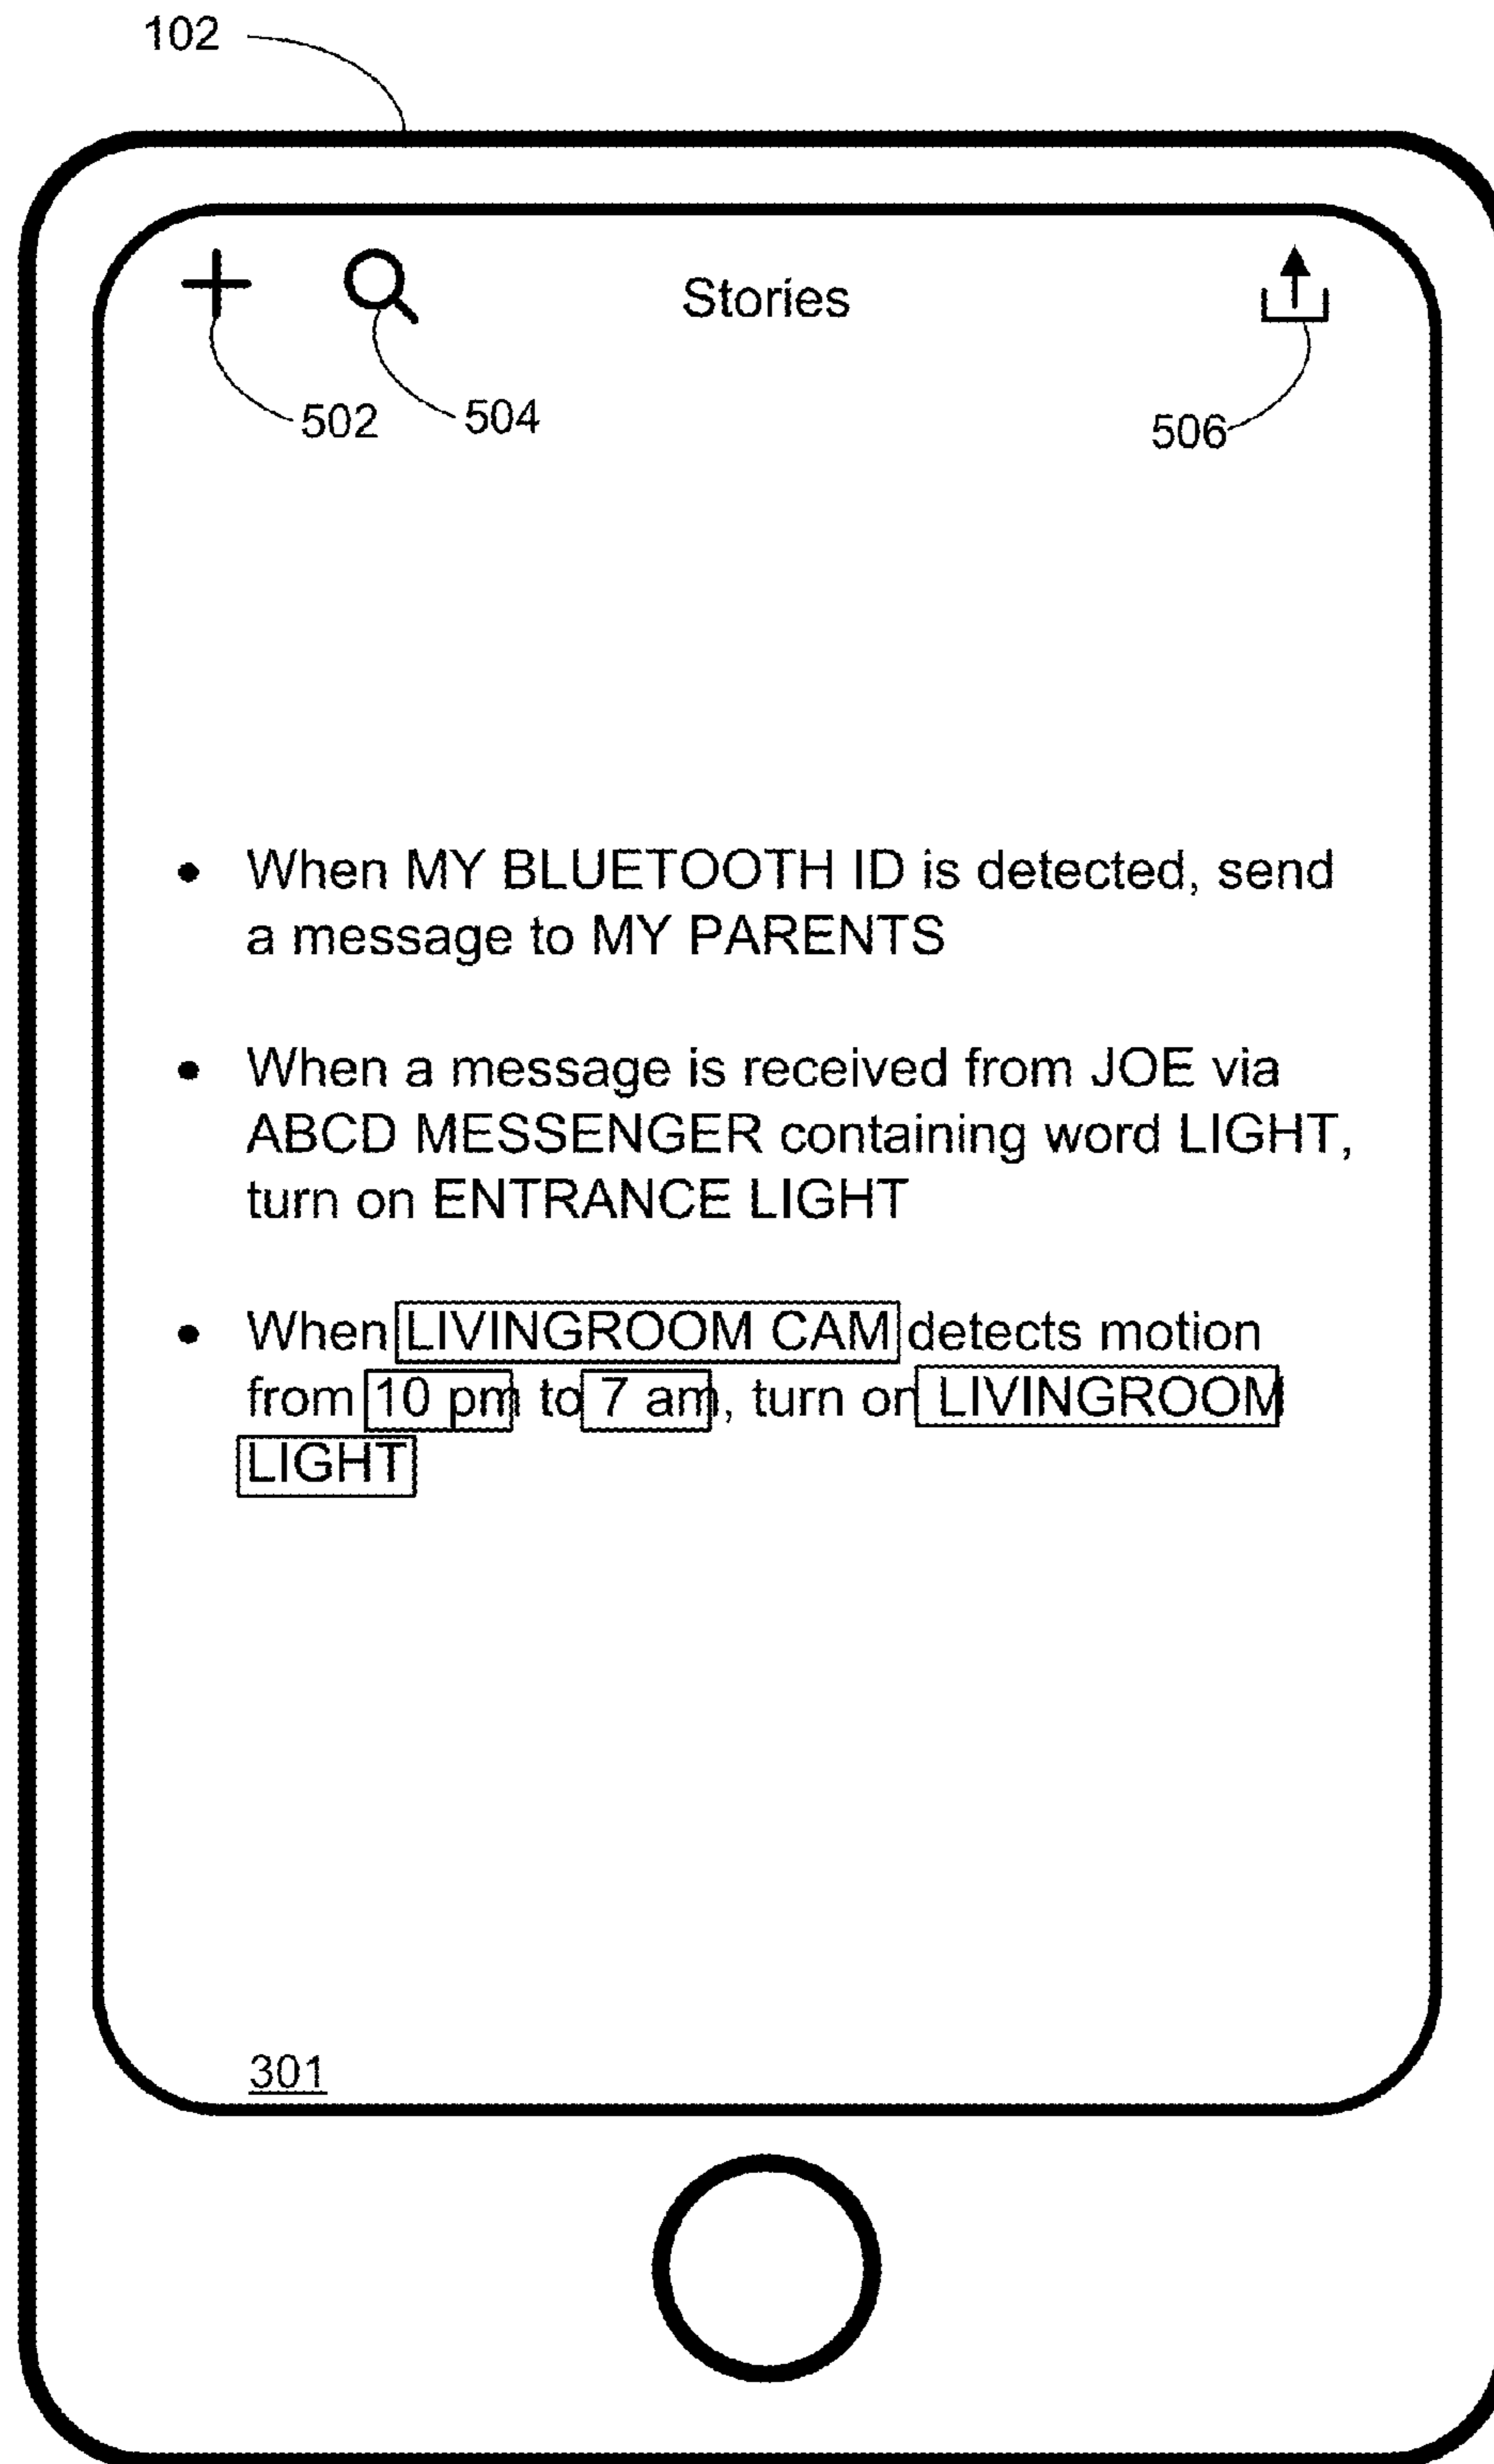 102
Stories
502
504
506
• When MY BLUETOOTH ID is detected, send
a message to MY PARENTS
• When a message is received from JOE via
ABCD MESSENGER containing word LIGHT,
turn on ENTRANCE LIGHT
• When LIVINGROOM CAM detects motion
from 10 pm to 7 am, turn on LIVINGROOM
LIGHT
301